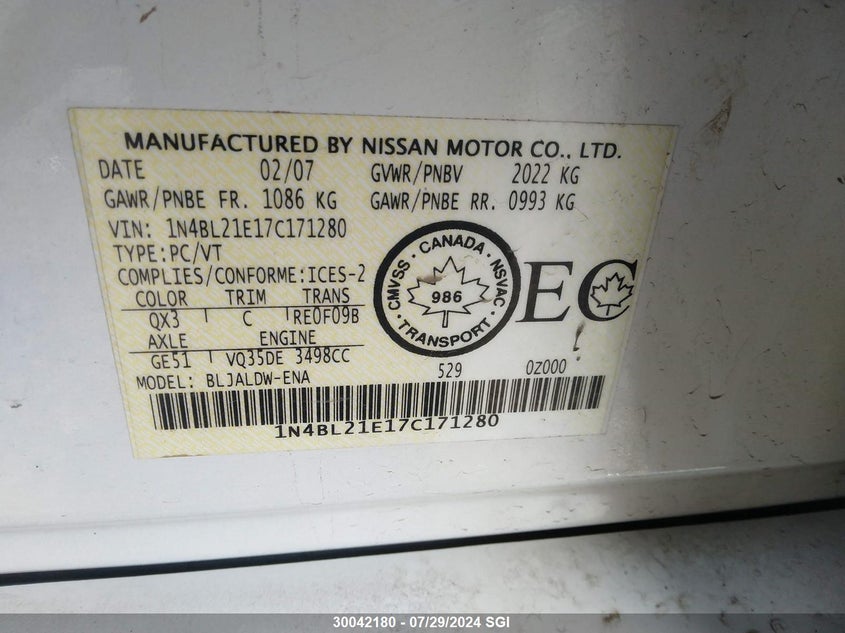 MANUFACTURED BY NISSAN MOTOR CO., LTD.
DATE 02/07 GVWR/PNBV 2022 KG
GAWR/PNBE FR. 1086 KG GAWR/PNBE RR. 0993 KG
VIN: 1N4BL21E17C171280
TYPE:PC/VT
COMPLIES/CONFORME:ICES-2
COLOR TRIM TRANS
QX3 C RE0F09B
AXLE ENGINE
GE51 VQ35DE 3498CC
MODEL: BLJALDW-ENA 529 0Z000
CMVSS · CANADA · NSVAC
986
· TRANSPORT ·
EC
1N4BL21E17C171280
30042180 - 07/29/2024 SGI